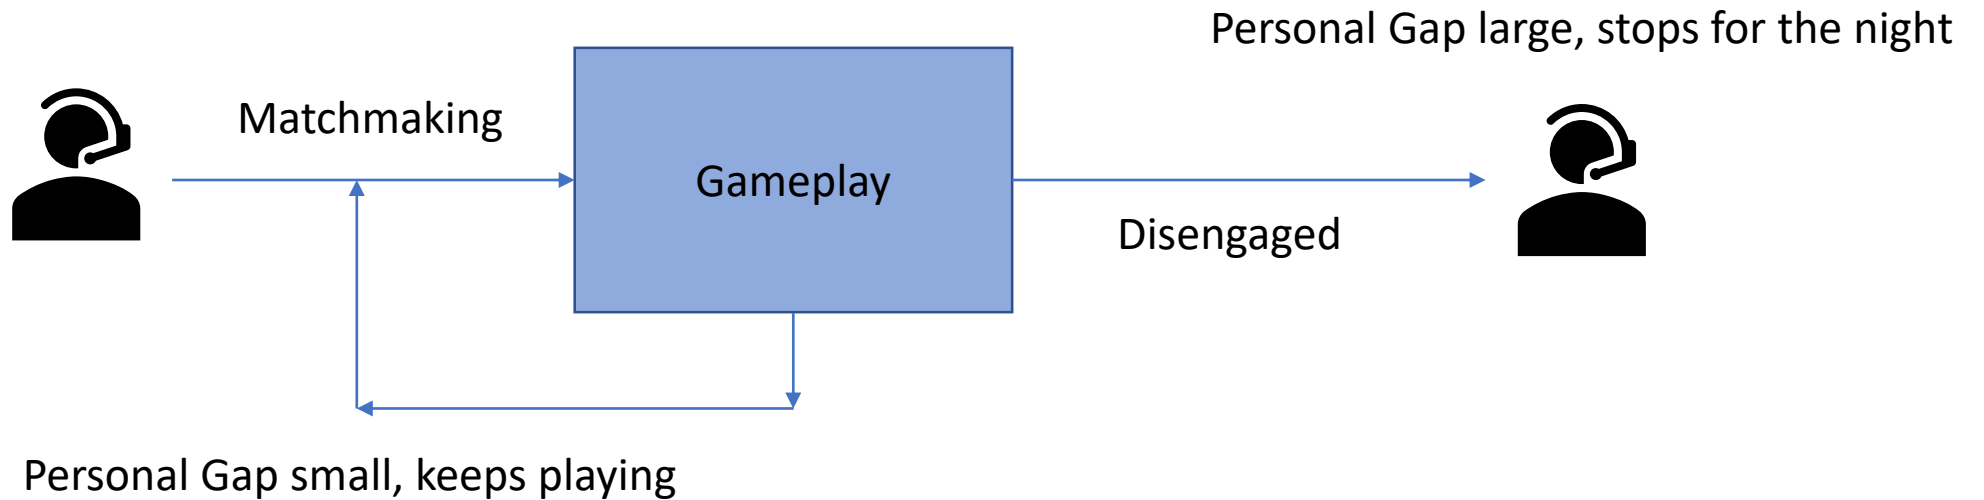 Personal Gap large, stops for the night
Matchmaking
Gameplay
Disengaged
Personal Gap small, keeps playing